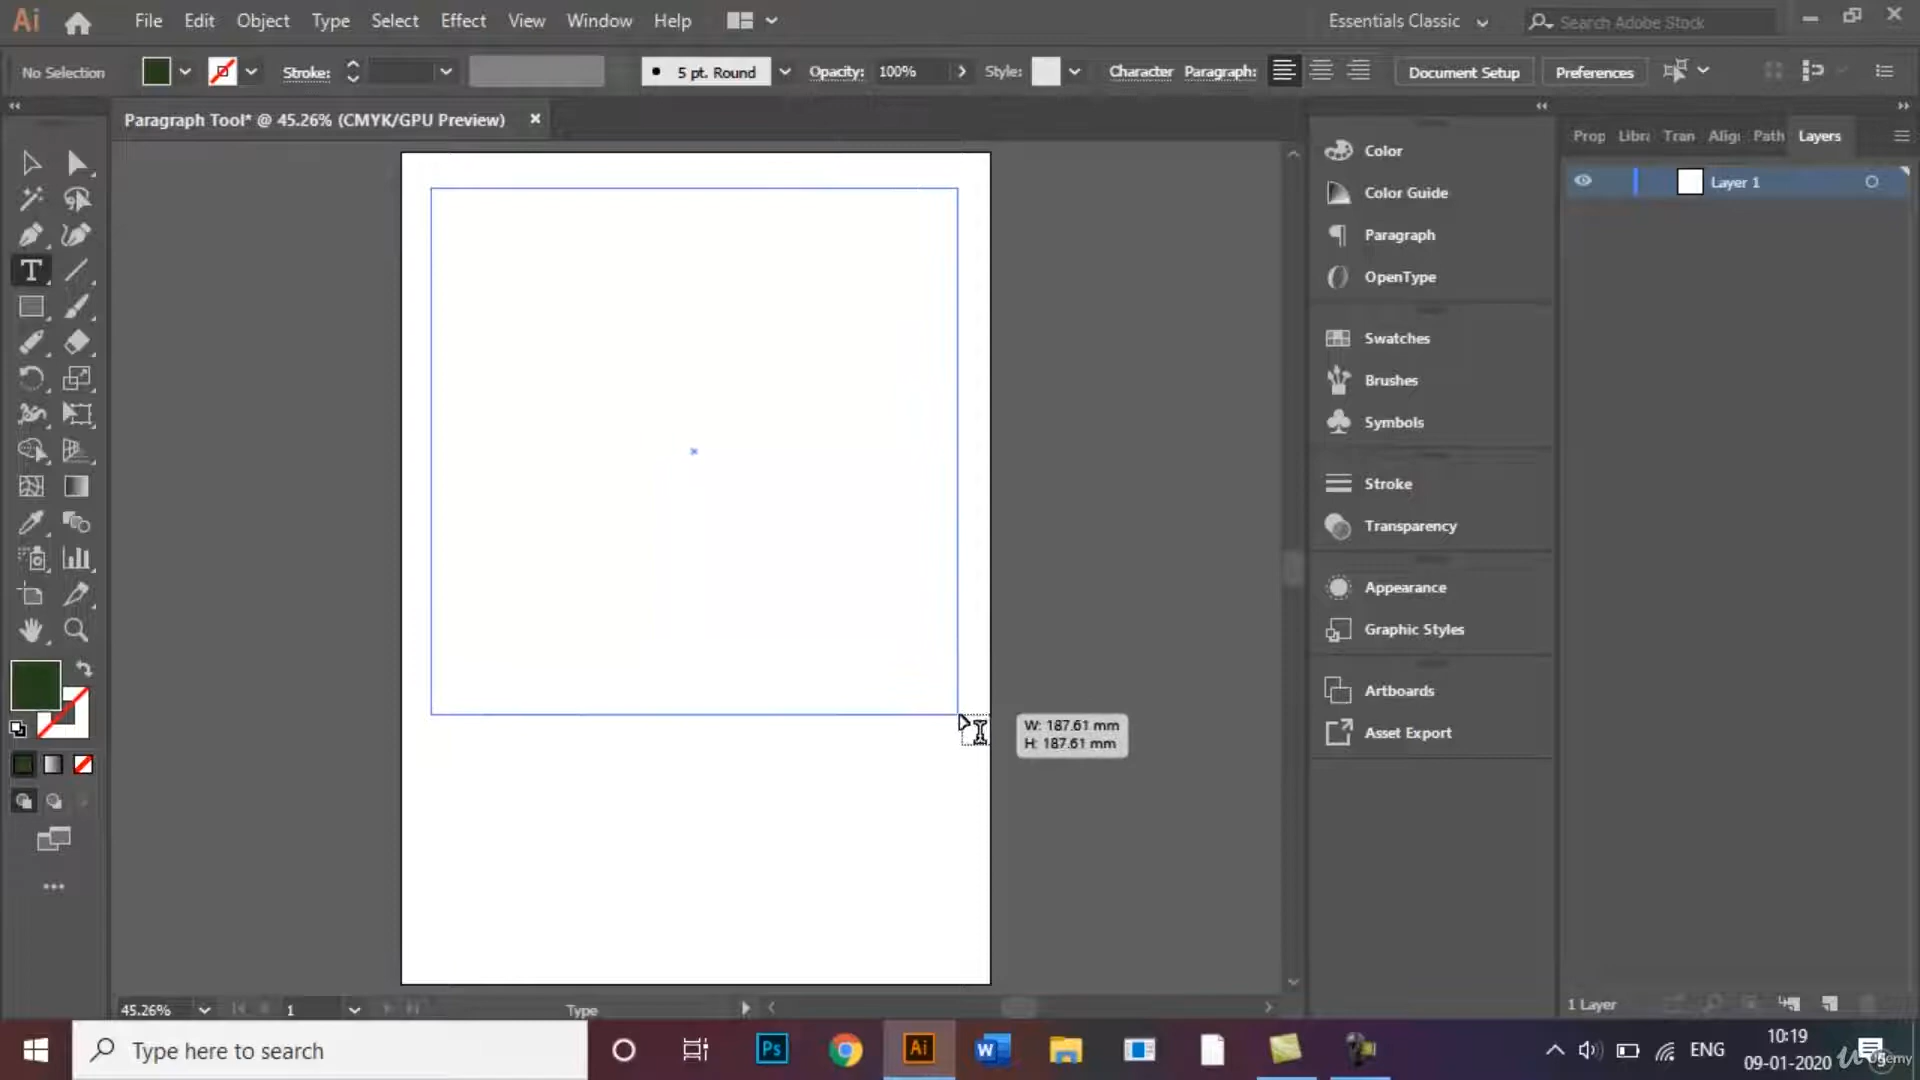 Ai File Edit Object Type Select Effect View Window Help Essentials Classic Search Adobe Stock
No Selection Stroke: 5 pt. Round Opacity: 100% Style: Character Paragraph: Document Setup Preferences
Paragraph Tool* @ 45.26% (CMYK/GPU Preview)
Prop Libra Tran Align Path Layers
Layer 1
Color
Color Guide
Paragraph
OpenType
Swatches
Brushes
Symbols
Stroke
Transparency
Appearance
Graphic Styles
Artboards
Asset Export
W: 187.61 mm
H: 187.61 mm
45.26% 1 Type
1 Layer
Type here to search
Ps
Ai
W
ENG
10:19
09-01-2020
Udemy